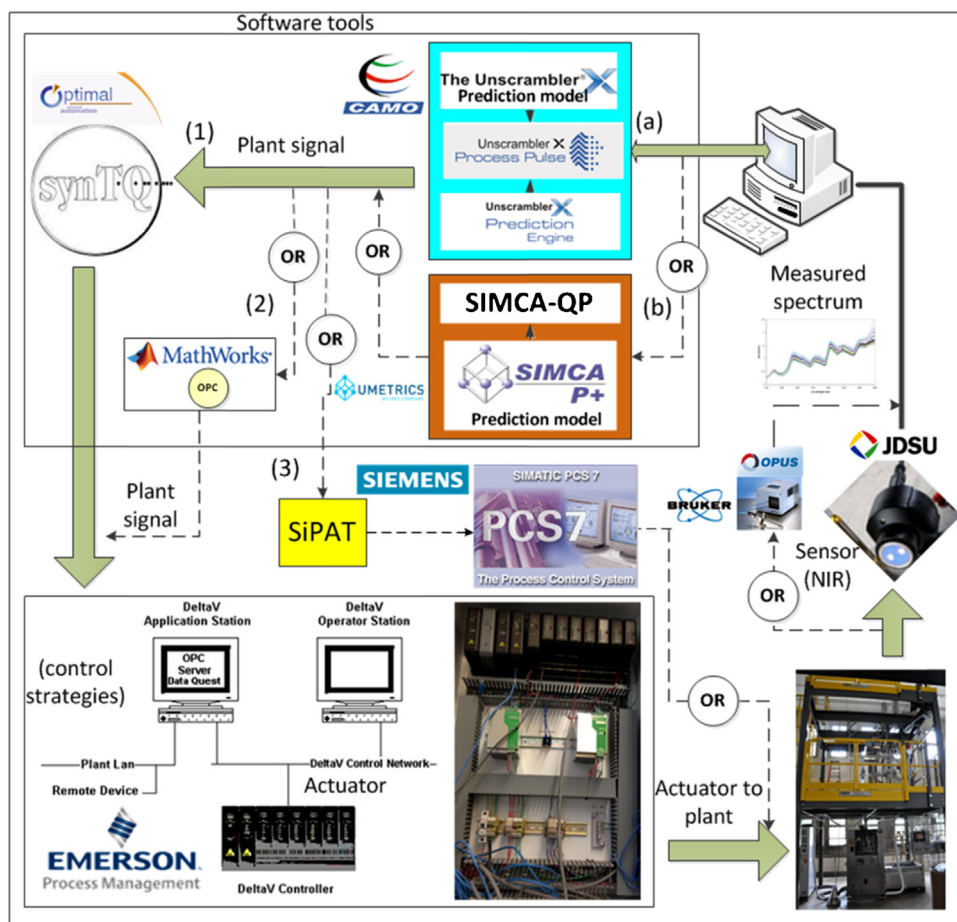 Software tools
Optimal
automation
synTQ
(1)
Plant signal
CAMO
The Unscrambler® X
Prediction model
Unscrambler X
Process Pulse
Unscrambler X
Prediction
Engine
(a)
OR
OR
OR
OR
(2)
(b)
MathWorks®
OPC
UMETRICS
SIMCA-QP
SIMCA
P+
Prediction model
Measured
spectrum
JDSU
OPUS
BRUKER
Sensor
(NIR)
OR
(3)
Plant
signal
SiPAT
SIEMENS
SIMATIC PCS 7
PCS7
The Process Control System
OR
Actuator to
plant
(control
strategies)
DeltaV
Application Station
DeltaV
Operator Station
OPC
Server
Data Quest
Plant Lan
DeltaV Control Network
Remote Device
Actuator
EMERSON™
Process Management
DeltaV Controller